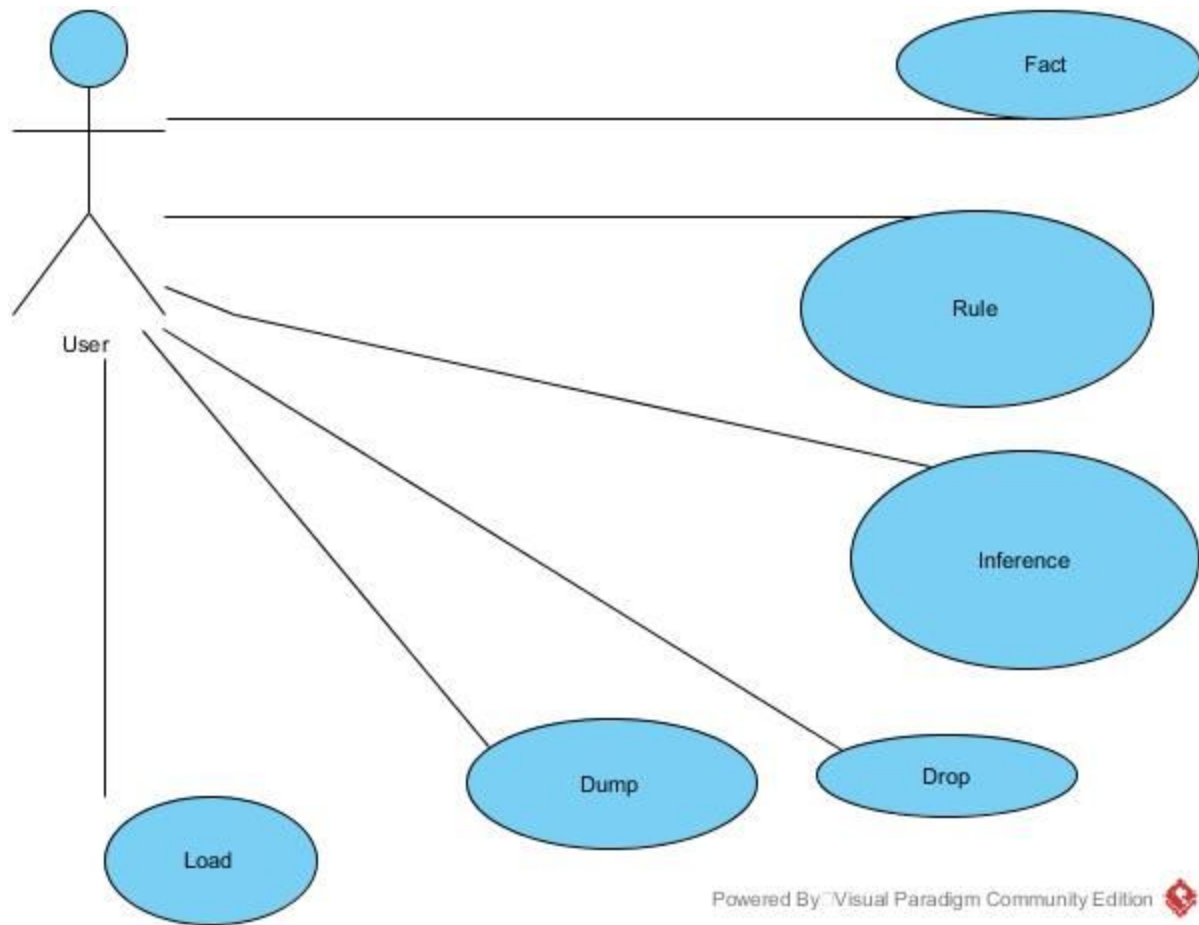 Fact
Rule
User
Inference
Dump
Drop
Load
Powered By Visual Paradigm Community Edition